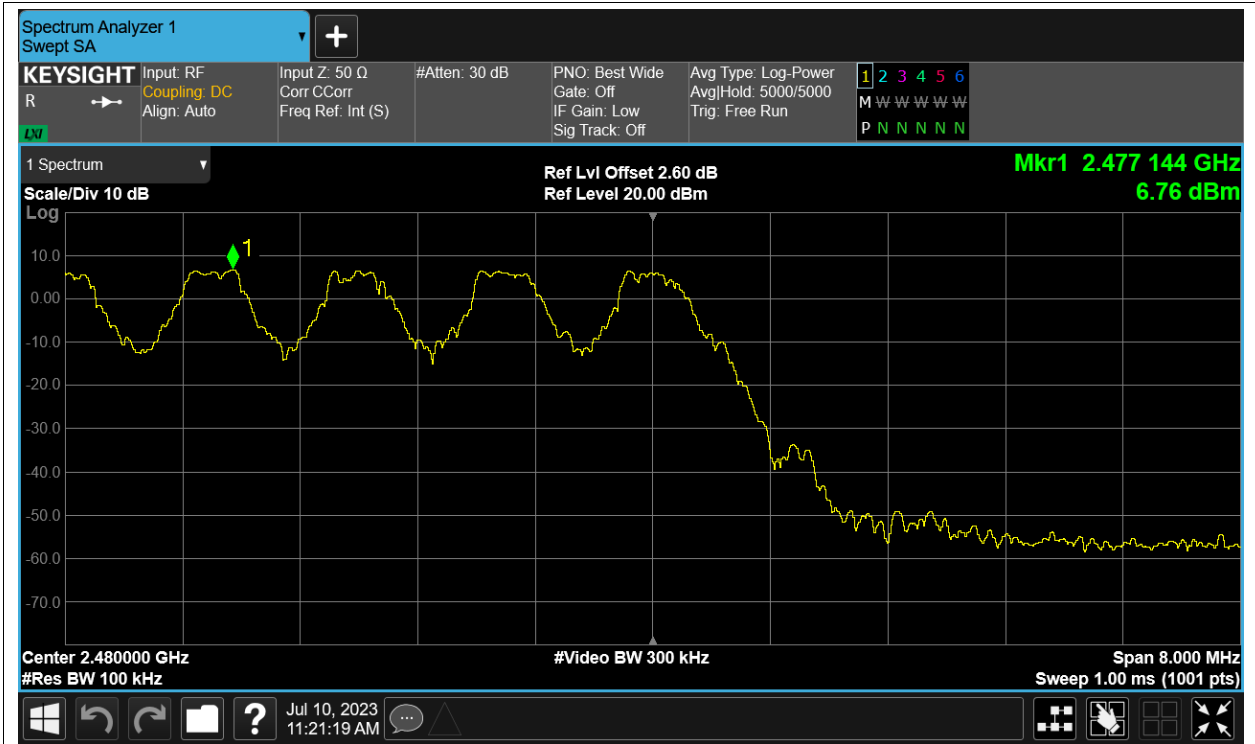 Spectrum Analyzer 1
Swept SA
KEYSIGHT
R
LXI
Input: RF
Coupling: DC
Align: Auto
Input Z: 50 Ω
Corr CCorr
Freq Ref: Int (S)
#Atten: 30 dB
PNO: Best Wide
Gate: Off
IF Gain: Low
Sig Track: Off
Avg Type: Log-Power
Avg|Hold: 5000/5000
Trig: Free Run
1 2 3 4 5 6
M W W W W W
P N N N N N
1 Spectrum
Scale/Div 10 dB
Log
Ref Lvl Offset 2.60 dB
Ref Level 20.00 dBm
Mkr1 2.477 144 GHz
6.76 dBm
1
10.0
0.00
-10.0
-20.0
-30.0
-40.0
-50.0
-60.0
-70.0
Center 2.480000 GHz
#Video BW 300 kHz
Span 8.000 MHz
#Res BW 100 kHz
Sweep 1.00 ms (1001 pts)
?
Jul 10, 2023
11:21:19 AM